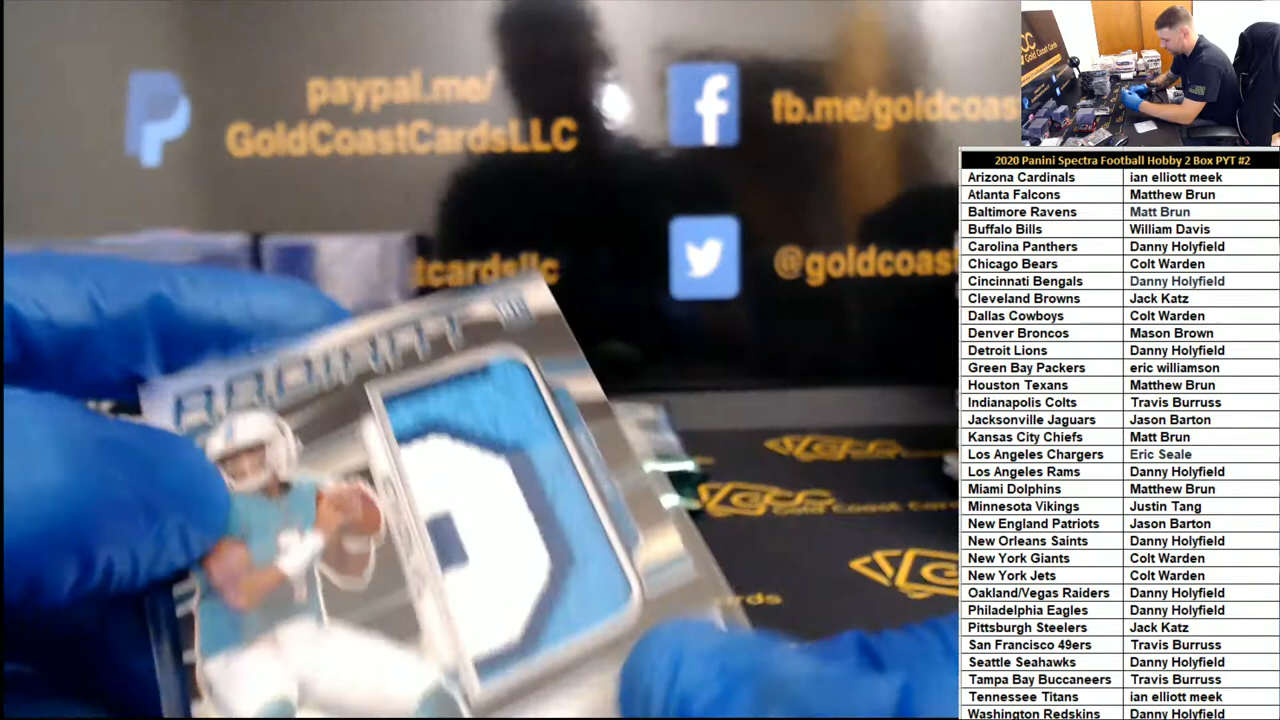 paypal.me/
GoldCoastCardsLLC
fb.me/goldcoas
dcardsllc
@goldcoas
2020 Panini Spectra Football Hobby 2 Box PYT #2
Arizona Cardinals ian elliott meek
Atlanta Falcons Matthew Brun
Baltimore Ravens Matt Brun
Buffalo Bills William Davis
Carolina Panthers Danny Holyfield
Chicago Bears Colt Warden
Cincinnati Bengals Danny Holyfield
Cleveland Browns Jack Katz
Dallas Cowboys Colt Warden
Denver Broncos Mason Brown
Detroit Lions Danny Holyfield
Green Bay Packers eric williamson
Houston Texans Matthew Brun
Indianapolis Colts Travis Burruss
Jacksonville Jaguars Jason Barton
Kansas City Chiefs Matt Brun
Los Angeles Chargers Eric Seale
Los Angeles Rams Danny Holyfield
Miami Dolphins Matthew Brun
Minnesota Vikings Justin Tang
New England Patriots Jason Barton
New Orleans Saints Danny Holyfield
New York Giants Colt Warden
New York Jets Colt Warden
Oakland/Vegas Raiders Danny Holyfield
Philadelphia Eagles Danny Holyfield
Pittsburgh Steelers Jack Katz
San Francisco 49ers Travis Burruss
Seattle Seahawks Danny Holyfield
Tampa Bay Buccaneers Travis Burruss
Tennessee Titans ian elliott meek
Washington Redskins Danny Holyfield